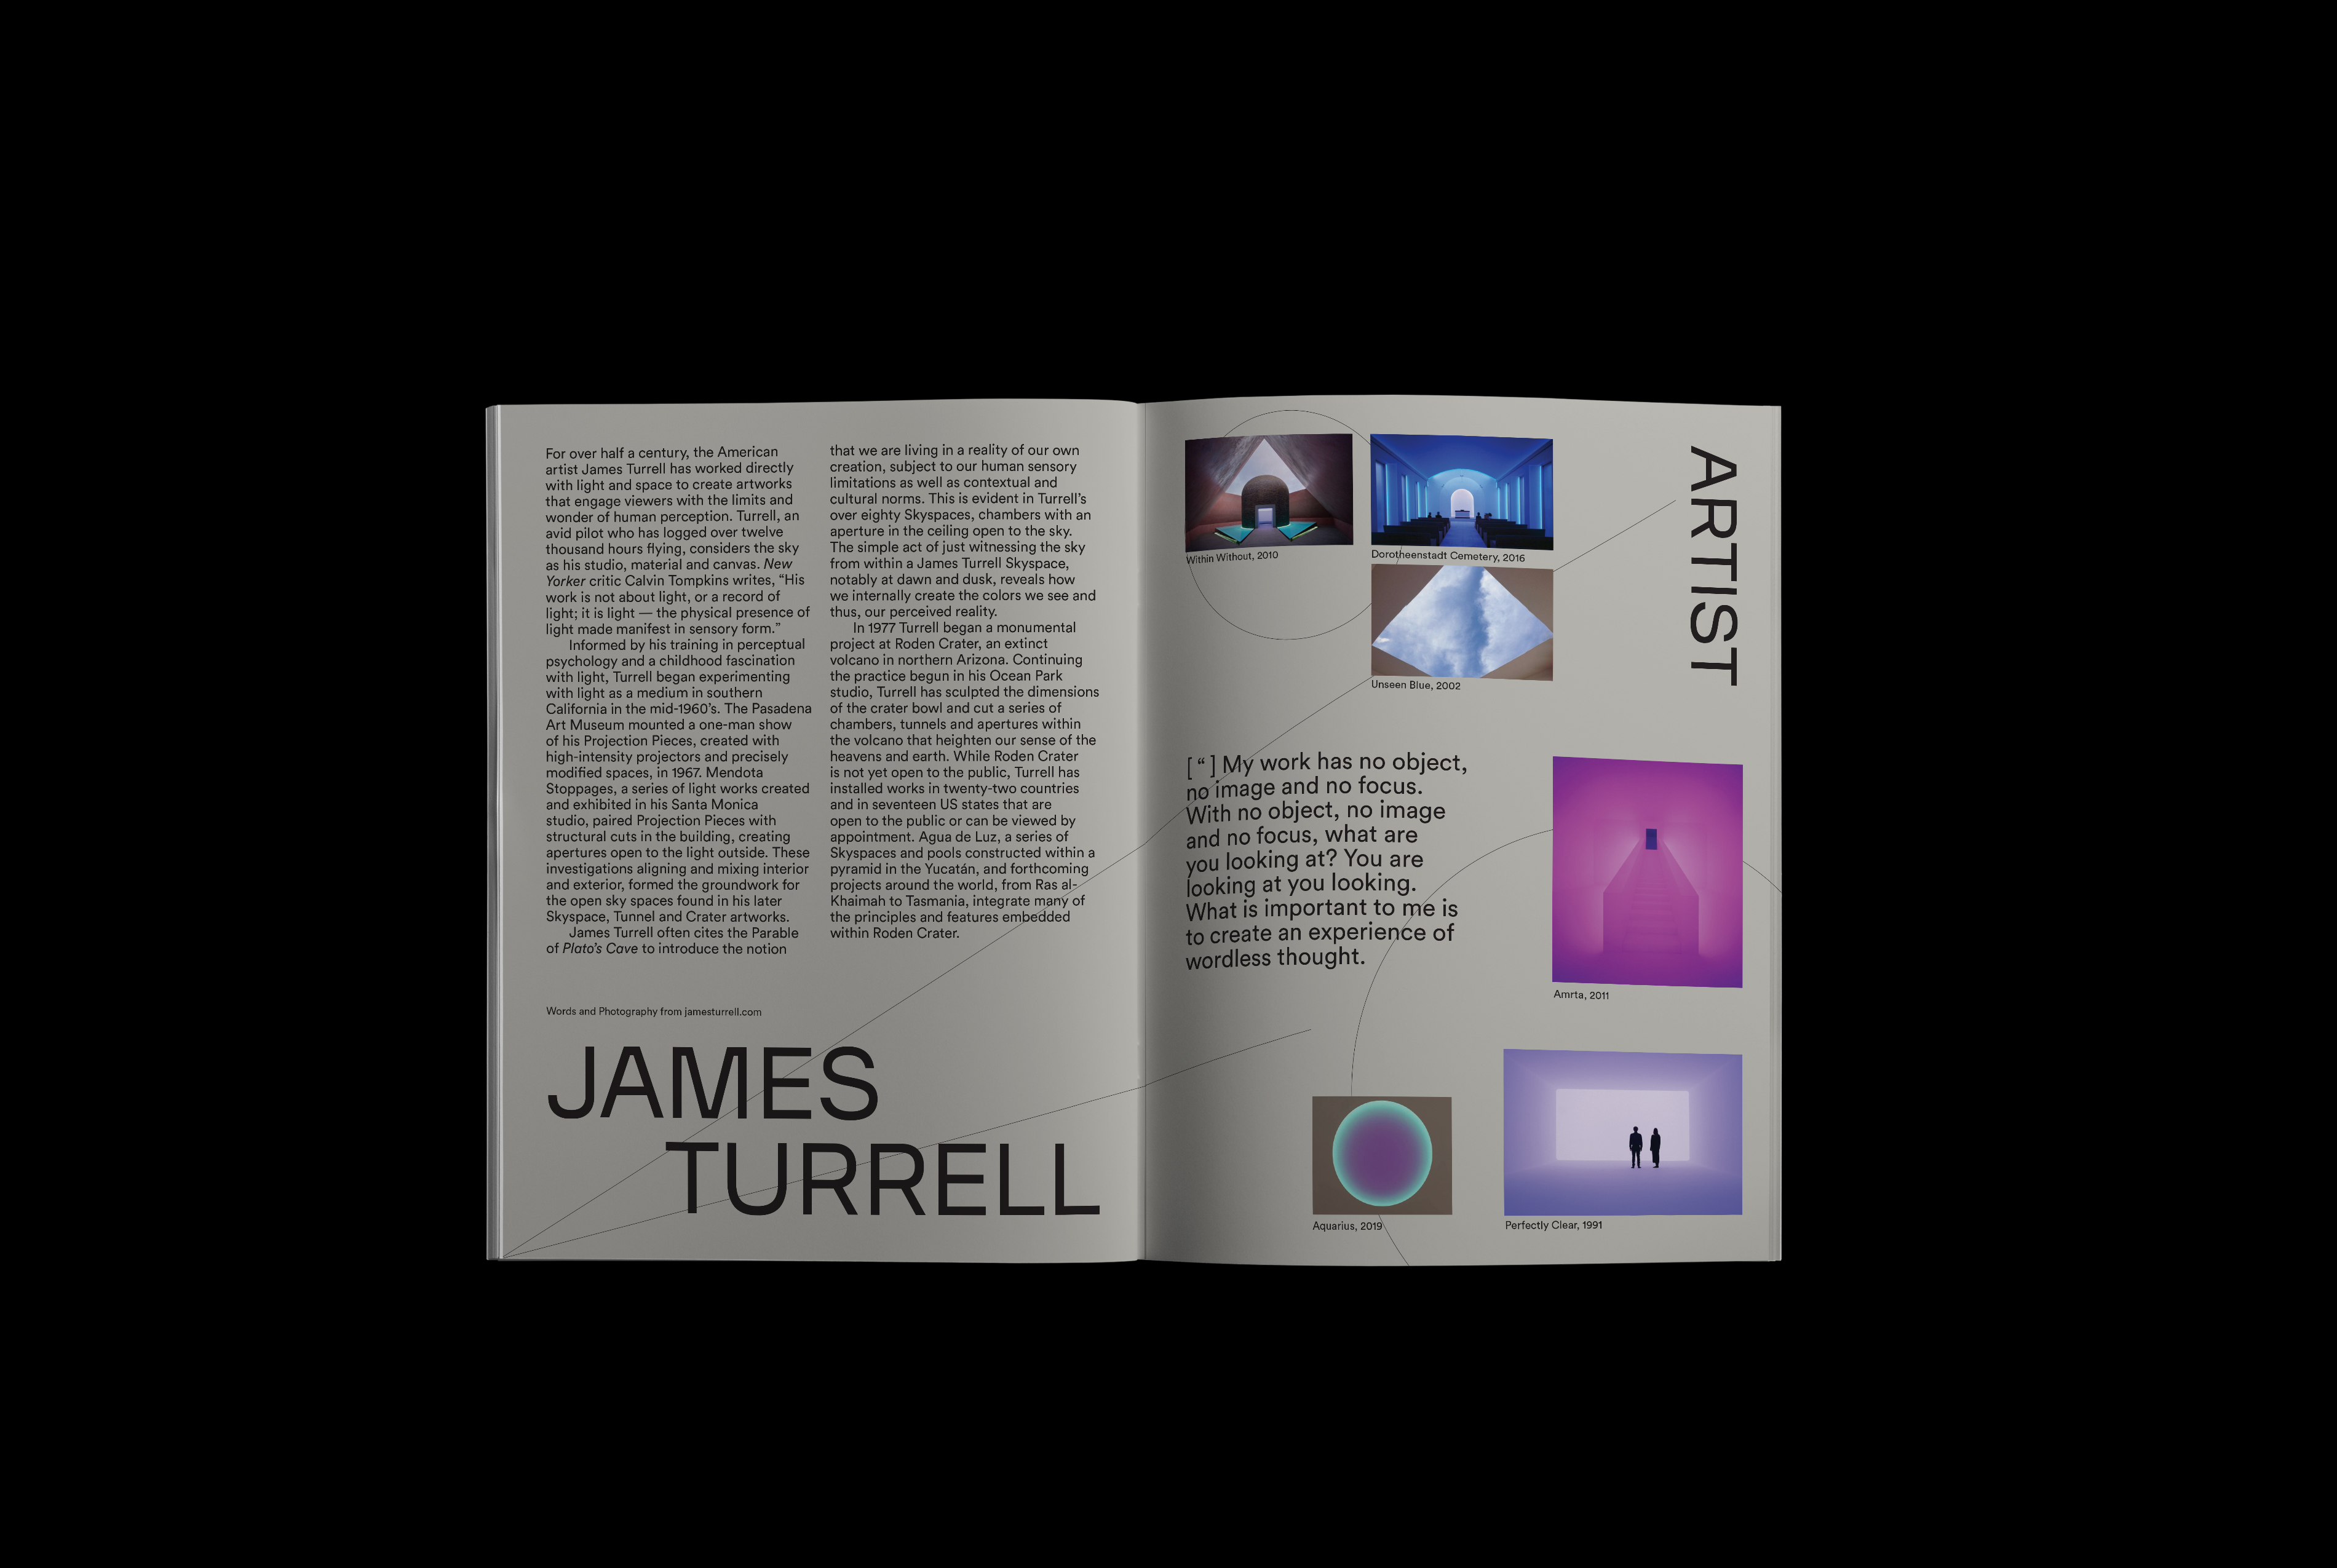 For over half a century, the American
artist James Turrell has worked directly
with light and space to create artworks
that engage viewers with the limits and
wonder of human perception. Turrell, an
avid pilot who has logged over twelve
thousand hours flying, considers the sky
as his studio, material and canvas. New
Yorker critic Calvin Tompkins writes, “His
work is not about light, or a record of
light; it is light — the physical presence of
light made manifest in sensory form.”
Informed by his training in perceptual
psychology and a childhood fascination
with light, Turrell began experimenting
with light as a medium in southern
California in the mid-1960’s. The Pasadena
Art Museum mounted a one-man show
of his Projection Pieces, created with
high-intensity projectors and precisely
modified spaces, in 1967. Mendota
Stoppages, a series of light works created
and exhibited in his Santa Monica
studio, paired Projection Pieces with
structural cuts in the building, creating
apertures open to the light outside. These
investigations aligning and mixing interior
and exterior, formed the groundwork for
the open sky spaces found in his later
Skyspace, Tunnel and Crater artworks.
James Turrell often cites the Parable
of Plato’s Cave to introduce the notion
that we are living in a reality of our own
creation, subject to our human sensory
limitations as well as contextual and
cultural norms. This is evident in Turrell’s
over eighty Skyspaces, chambers with an
aperture in the ceiling open to the sky.
The simple act of just witnessing the sky
from within a James Turrell Skyspace,
notably at dawn and dusk, reveals how
we internally create the colors we see and
thus, our perceived reality.
In 1977 Turrell began a monumental
project at Roden Crater, an extinct
volcano in northern Arizona. Continuing
the practice begun in his Ocean Park
studio, Turrell has sculpted the dimensions
of the crater bowl and cut a series of
chambers, tunnels and apertures within
the volcano that heighten our sense of the
heavens and earth. While Roden Crater
is not yet open to the public, Turrell has
installed works in twenty-two countries
and in seventeen US states that are
open to the public or can be viewed by
appointment. Agua de Luz, a series of
Skyspaces and pools constructed within a
pyramid in the Yucatán, and forthcoming
projects around the world, from Ras al-
Khaimah to Tasmania, integrate many of
the principles and features embedded
within Roden Crater.
Words and Photography from jamesturrell.com
JAMES
TURRELL
Within Without, 2010
Dorotheenstadt Cemetery, 2016
Unseen Blue, 2002
ARTIST
[ “ ] My work has no object,
no image and no focus.
With no object, no image
and no focus, what are
you looking at? You are
looking at you looking.
What is important to me is
to create an experience of
wordless thought.
Amrta, 2011
Aquarius, 2019
Perfectly Clear, 1991